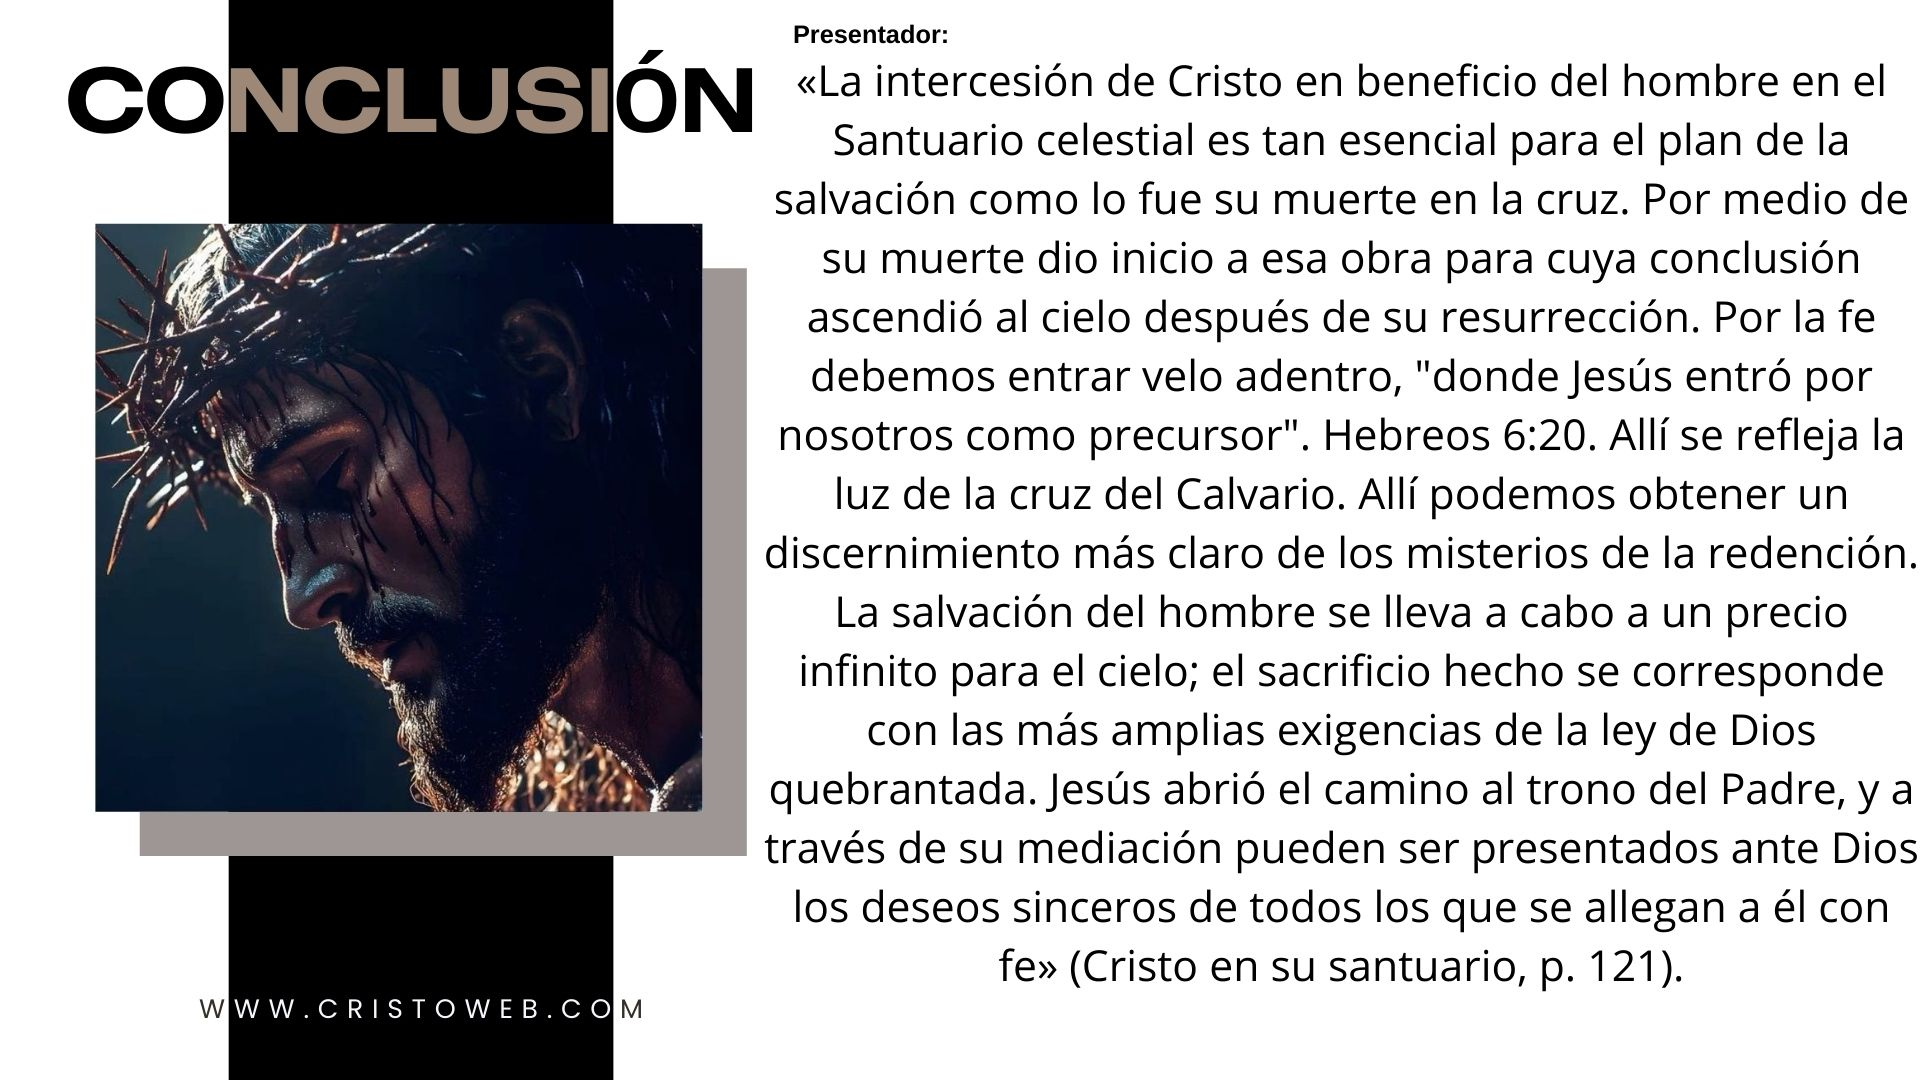 CONCLUSIÓN
Presentador:
«La intercesión de Cristo en beneficio del hombre en el
Santuario celestial es tan esencial para el plan de la
salvación como lo fue su muerte en la cruz. Por medio de
su muerte dio inicio a esa obra para cuya conclusión
ascendió al cielo después de su resurrección. Por la fe
debemos entrar velo adentro, "donde Jesús entró por
nosotros como precursor". Hebreos 6:20. Allí se refleja la
luz de la cruz del Calvario. Allí podemos obtener un
discernimiento más claro de los misterios de la redención.
La salvación del hombre se lleva a cabo a un precio
infinito para el cielo; el sacrificio hecho se corresponde
con las más amplias exigencias de la ley de Dios
quebrantada. Jesús abrió el camino al trono del Padre, y a
través de su mediación pueden ser presentados ante Dios
los deseos sinceros de todos los que se allegan a él con
fe» (Cristo en su santuario, p. 121).
WWW.CRISTOWEB.COM